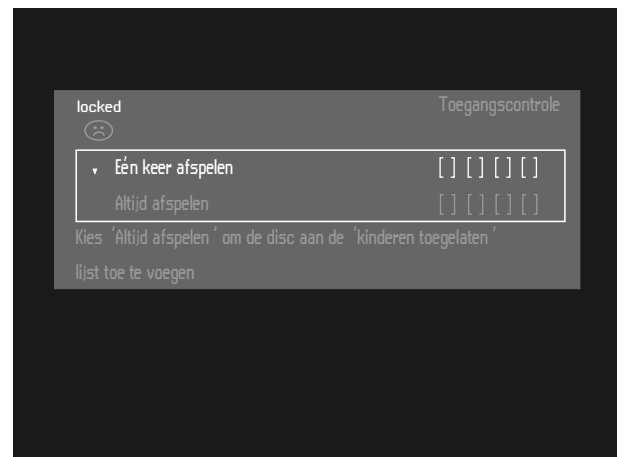 locked Toegangscontrole
Eén keer afspelen [ ] [ ] [ ] [ ]
Altijd afspelen [ ] [ ] [ ] [ ]
Kies 'Altijd afspelen ' om de disc aan de 'kinderen toegelaten '
lijst toe te voegen